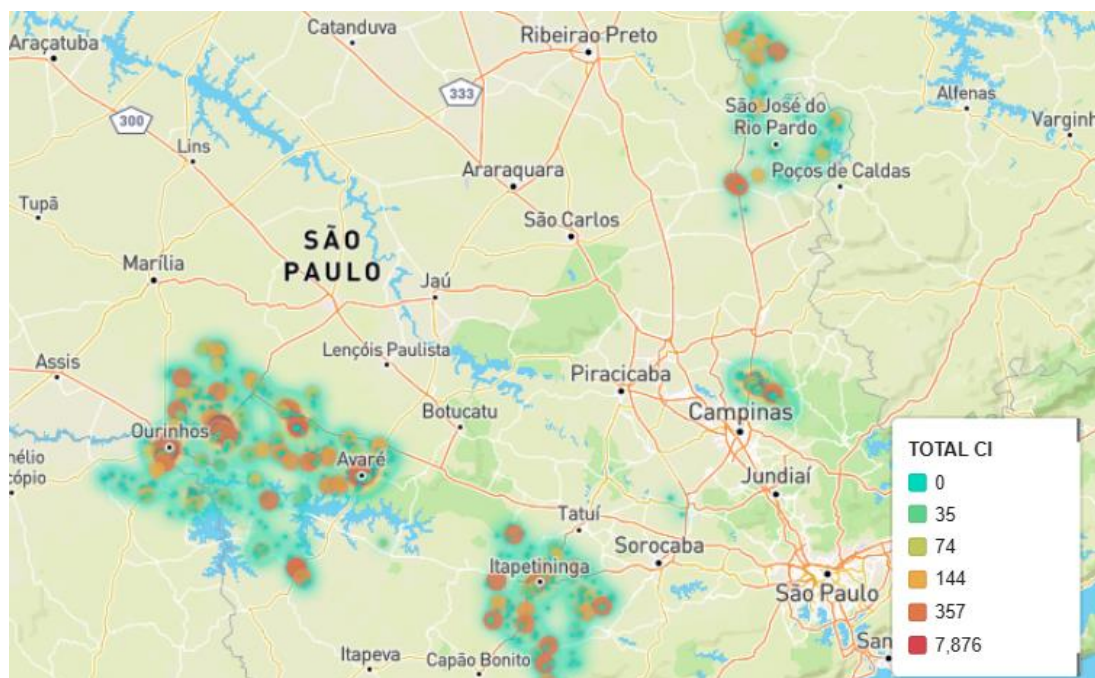 Araçatuba
Catanduva
Ribeirao Preto
333
300
São José do
Rio Pardo
Alfenas
Varginh
Lins
Araraquara
Poços de Caldas
Tupã
São Carlos
SÃO
PAULO
Marília
Jaú
Assis
Lençóis Paulista
Piracicaba
Botucatu
Campinas
Ourinhos
nélio
cópio
Avaré
Jundiaí
Tatuí
Sorocaba
Itapetininga
São Paulo
Itapeva
Capão Bonito
San
TOTAL CI
0
35
74
144
357
7,876